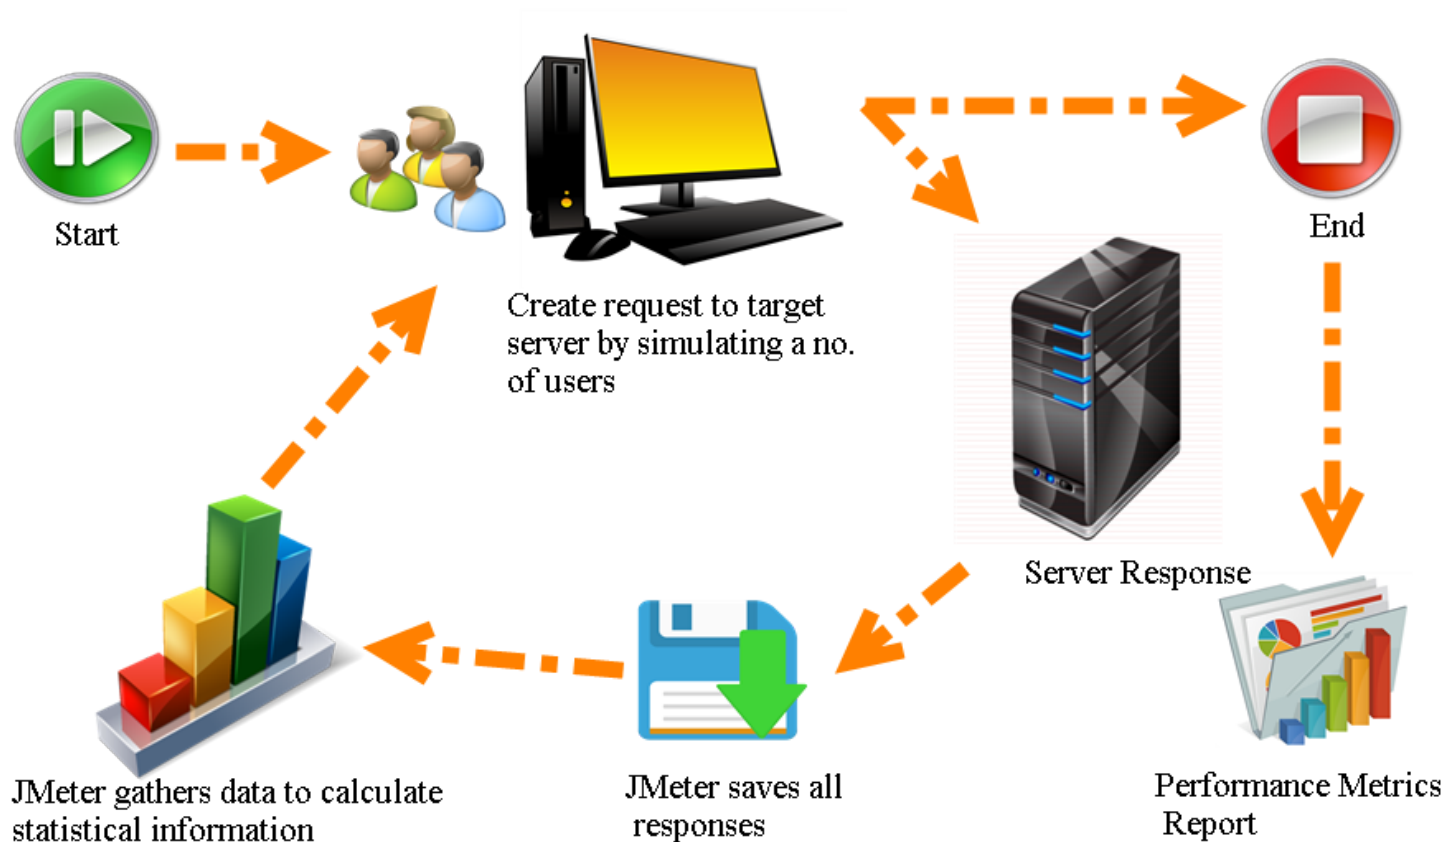 Start
Create request to target
server by simulating a no.
of users
End
Server Response
JMeter gathers data to calculate
statistical information
JMeter saves all
responses
Performance Metrics
Report